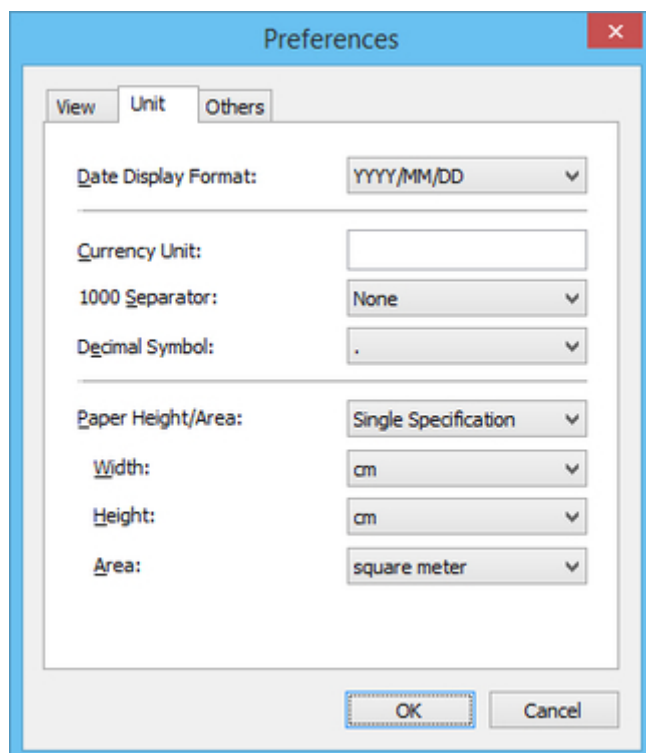 Preferences
View Unit Others
Date Display Format: YYYY/MM/DD
Currency Unit:
1000 Separator: None
Decimal Symbol: .
Paper Height/Area: Single Specification
Width: cm
Height: cm
Area: square meter
OK Cancel